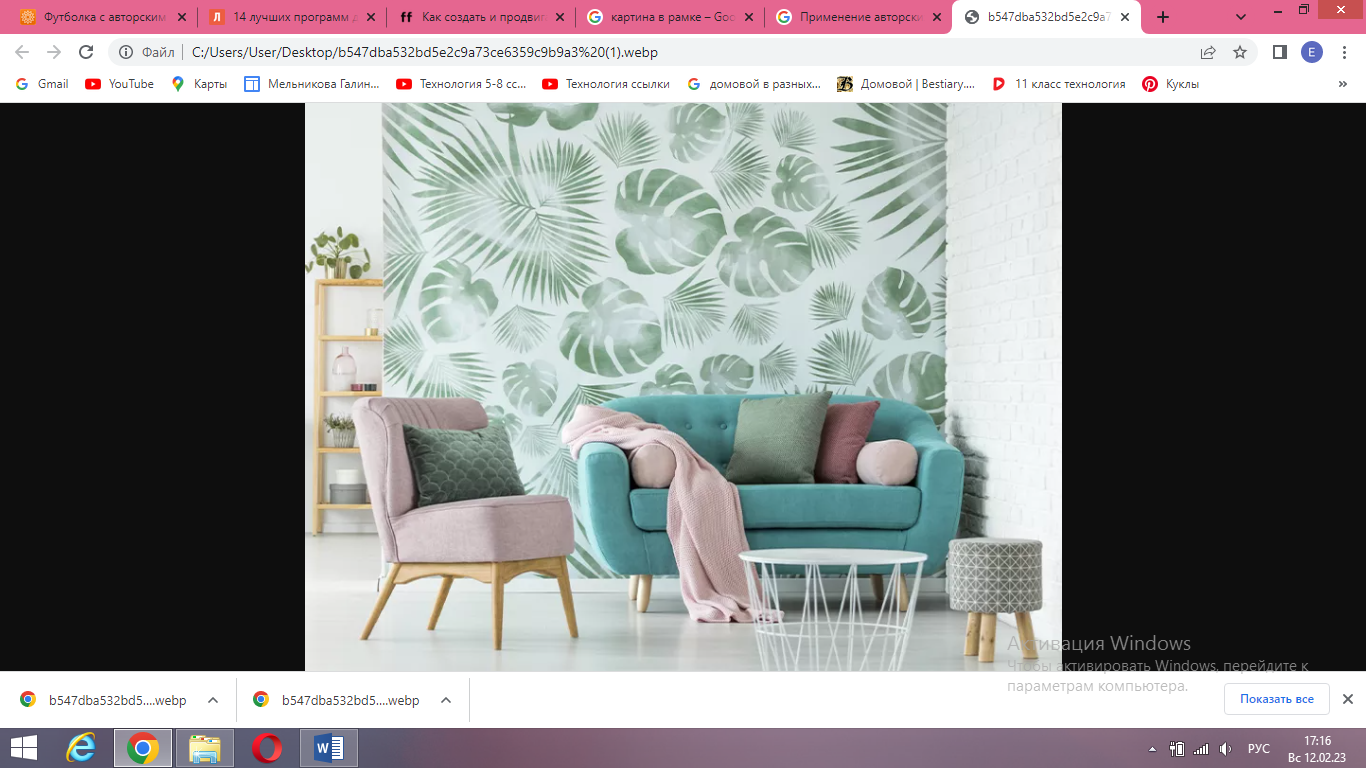 Футболка с авторским
14 лучших программ д
Как создать и продвиг
картина в рамке – Goo
Применение авторски
b547dba532bd5e2c9a7
Файл
C:/Users/User/Desktop/b547dba532bd5e2c9a73ce6359c9b9a3%20(1).webp
E
Gmail
YouTube
Карты
Мельникова Галин...
Технология 5-8 сс...
Технология ссылки
домовой в разных...
Домовой | Bestiary....
11 класс технология
Куклы
»
Активация Windows
Чтобы активировать Windows, перейдите к
параметрам компьютера.
b547dba532bd5....webp
b547dba532bd5....webp
Показать все
РУС
17:16
Вс 12.02.23